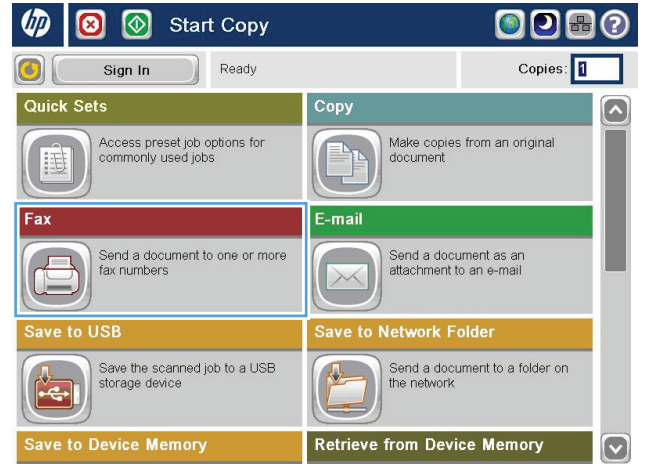 hp
Start Copy
?
Sign In
Ready
Copies: 1
Quick Sets
Access preset job options for
commonly used jobs
Copy
Make copies from an original
document
Fax
Send a document to one or more
fax numbers
E-mail
Send a document as an
attachment to an e-mail
Save to USB
Save the scanned job to a USB
storage device
Save to Network Folder
Send a document to a folder on
the network
Save to Device Memory
Retrieve from Device Memory